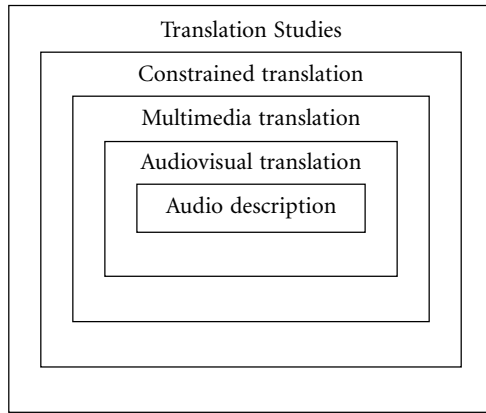 Translation Studies
Constrained translation
Multimedia translation
Audiovisual translation
Audio description